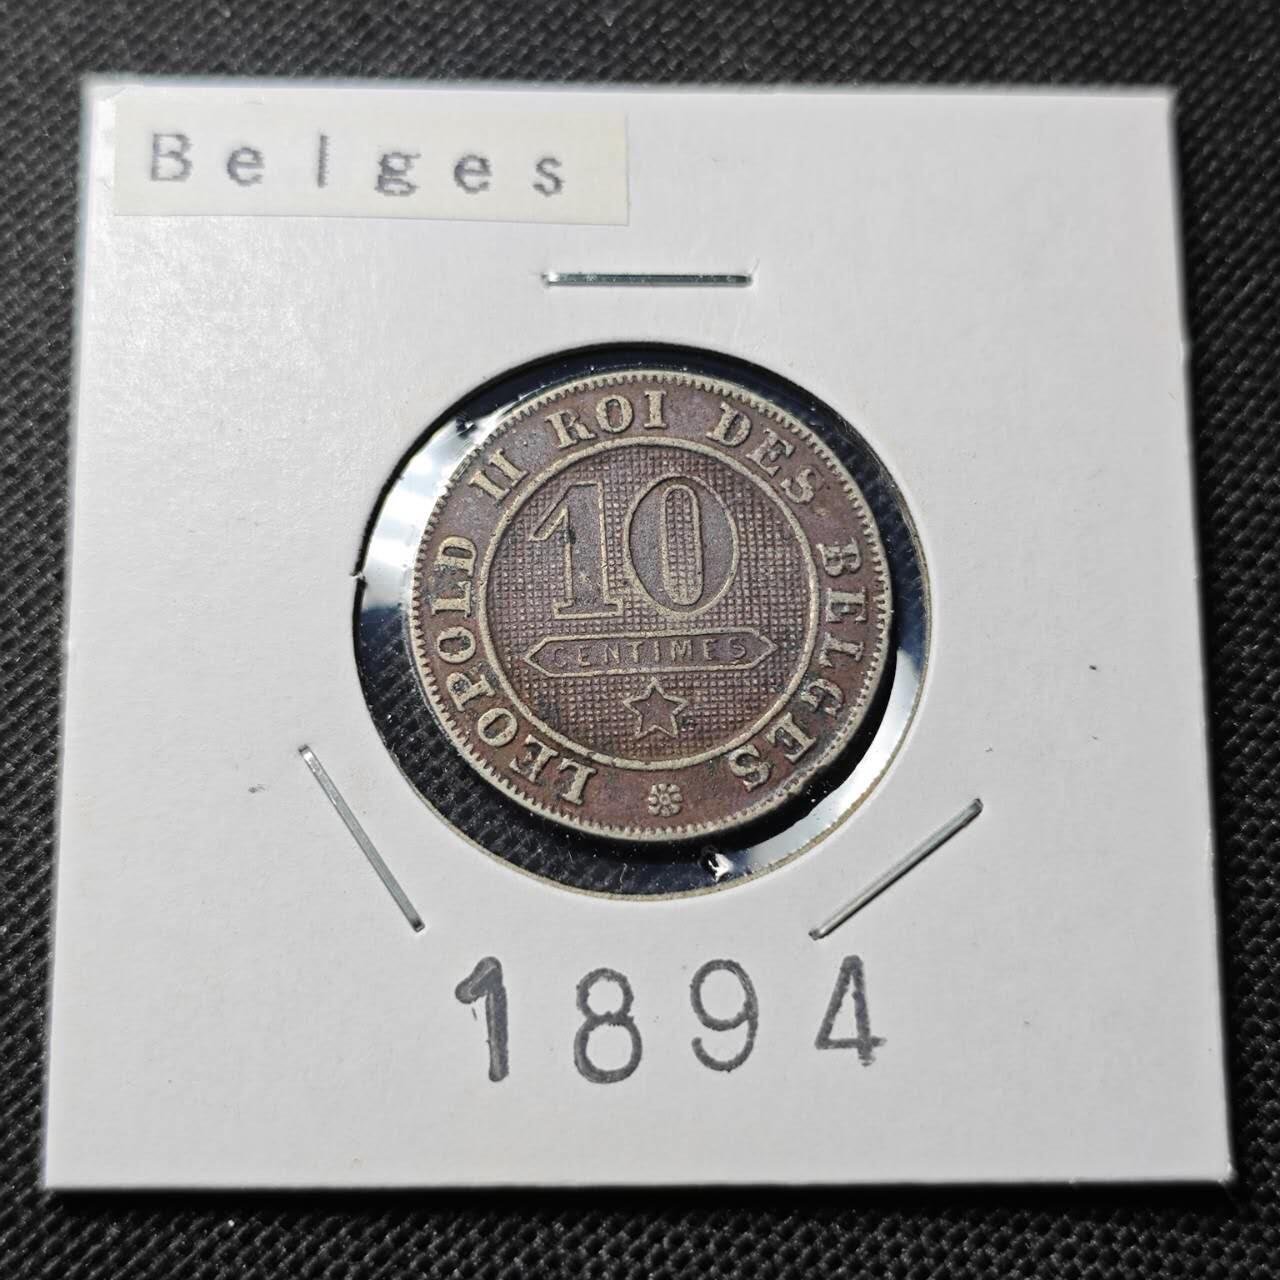 Belges
LEOPOLD II ROI DES BELGES
10
CENTIMES
1894